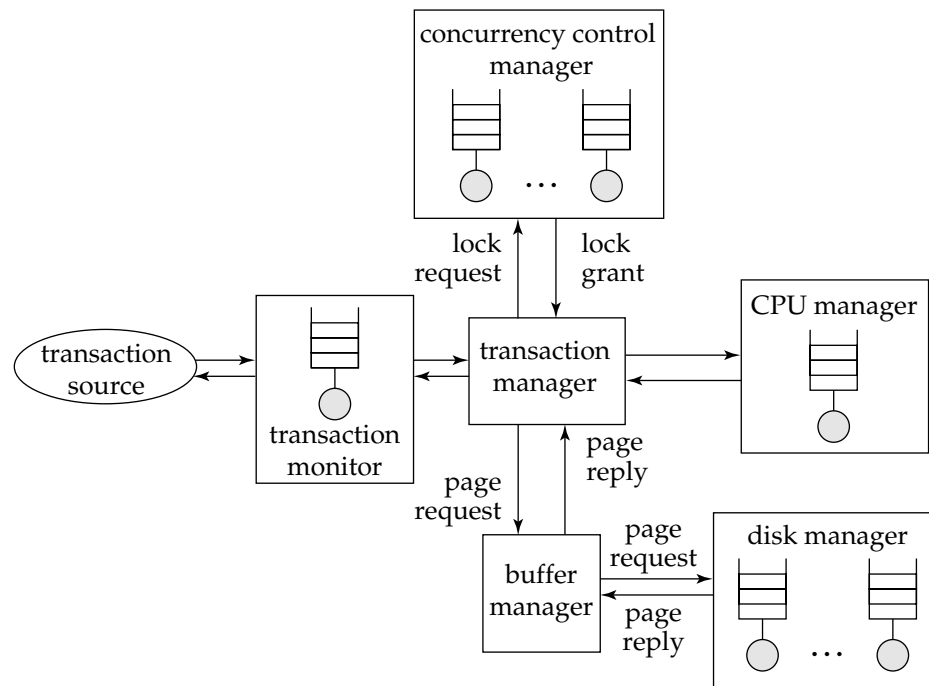 concurrency control
manager
...
lock
request
lock
grant
CPU manager
transaction
source
transaction
monitor
transaction
manager
page
request
page
reply
buffer
manager
page
request
page
reply
disk manager
...